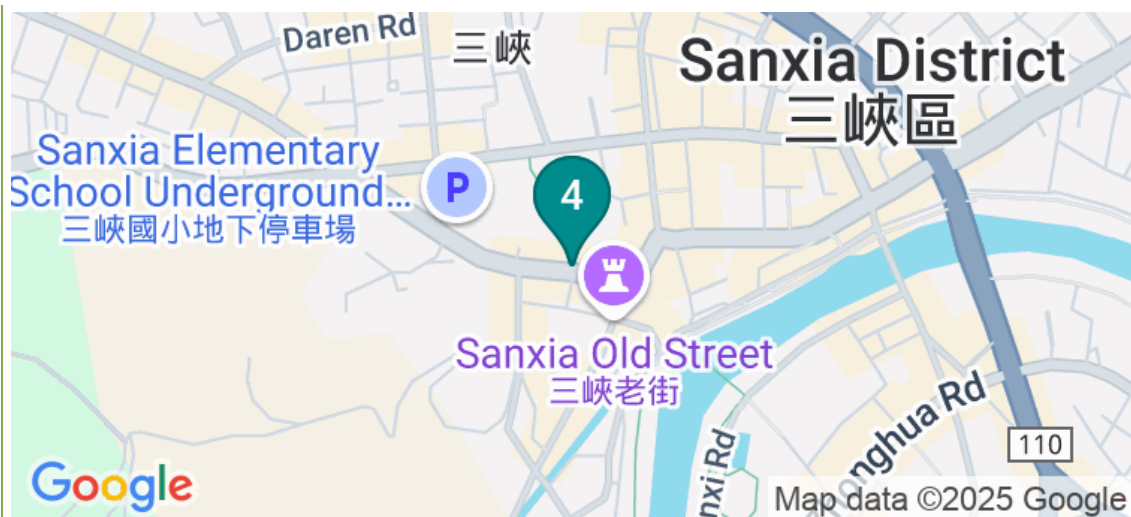 Daren Rd
三峽
Sanxia District
三峽區
Sanxia Elementary
School Underground...
三峽國小地下停車場
P
4
Sanxia Old Street
三峽老街
onghua Rd
nxi Rd
110
Google
Map data ©2025 Google